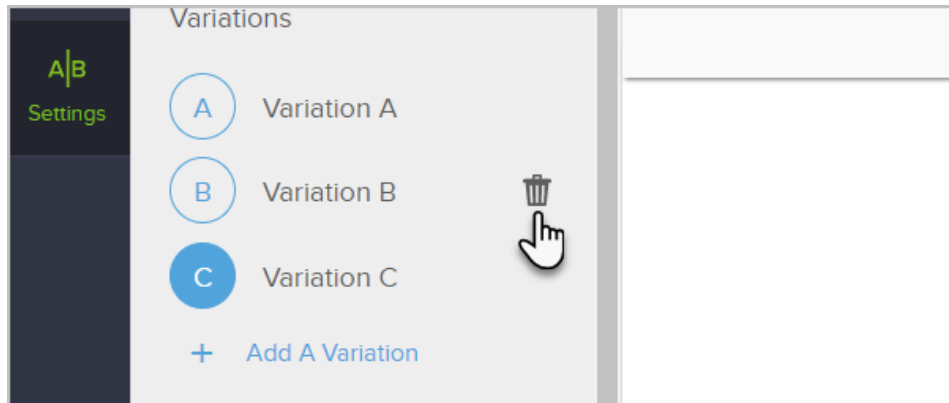 Variations
A|B
Settings
A
Variation A
B
Variation B
C
Variation C
+ Add A Variation